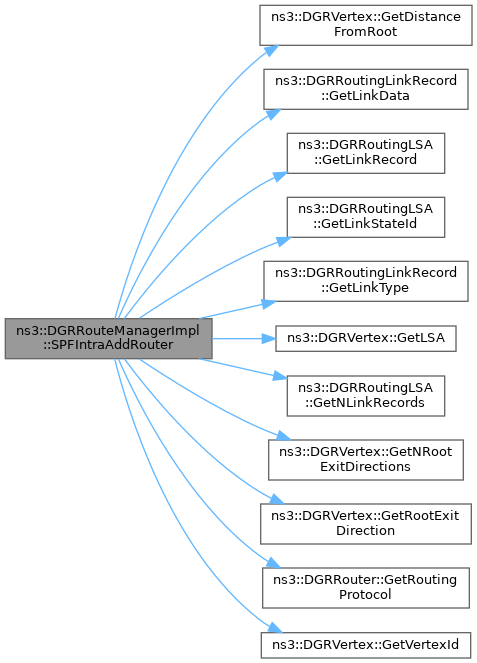 ns3::DGRVertex::GetDistance
FromRoot
ns3::DGRRoutingLinkRecord
::GetLinkData
ns3::DGRRoutingLSA
::GetLinkRecord
ns3::DGRRoutingLSA
::GetLinkStateId
ns3::DGRRoutingLinkRecord
::GetLinkType
ns3::DGRRouteManagerImpl
::SPFIntraAddRouter
ns3::DGRVertex::GetLSA
ns3::DGRRoutingLSA
::GetNLinkRecords
ns3::DGRVertex::GetNRoot
ExitDirections
ns3::DGRVertex::GetRootExit
Direction
ns3::DGRRouter::GetRouting
Protocol
ns3::DGRVertex::GetVertexId